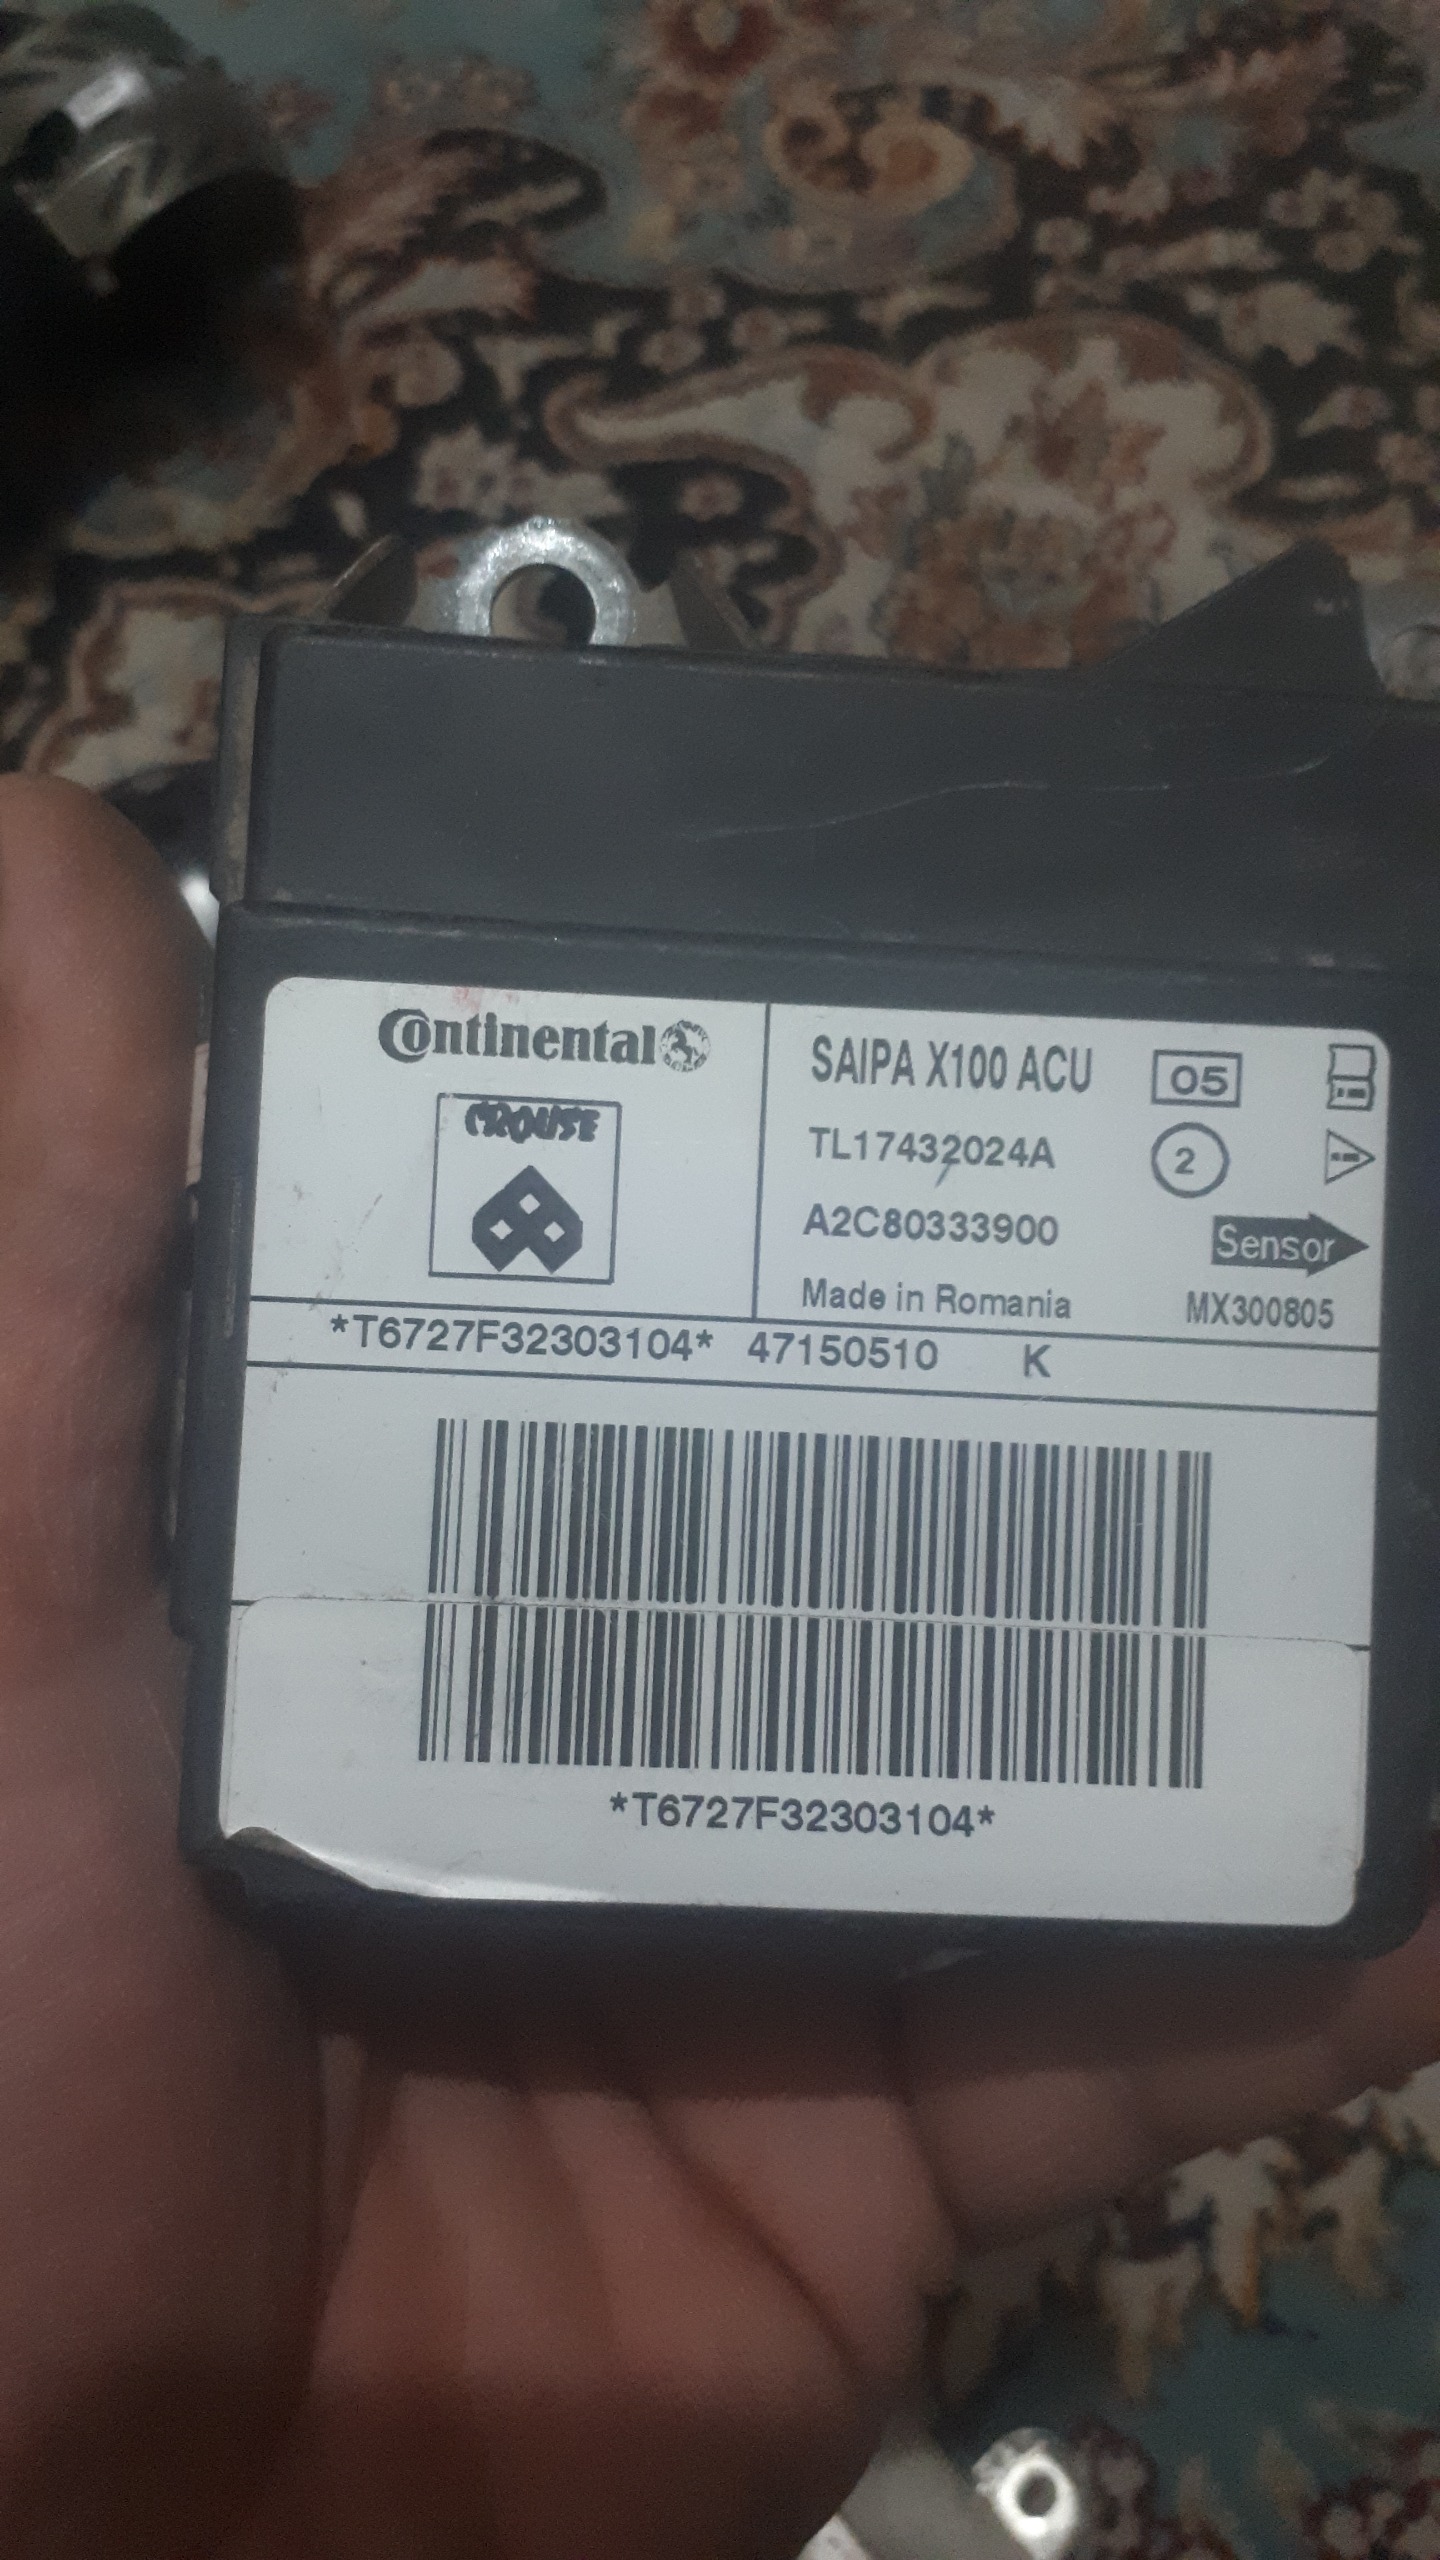 Continental
CROUSE
SAIPA X100 ACU
05
TL17432024A
2
A2C80333900
Sensor
Made in Romania
MX300805
*T6727F32303104* 47150510 K
*T6727F32303104*